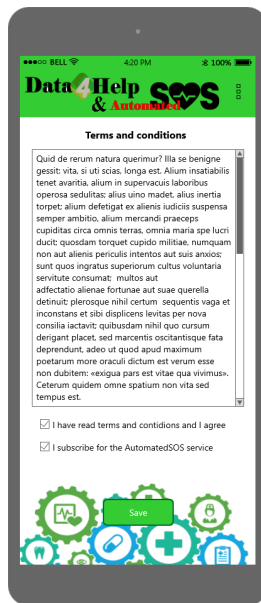 ●●●○○ BELL 4:20 PM 100%
Data4Help
& Automated SOS
Terms and conditions
Quid de rerum natura querimur? Illa se benigne
gessit: vita, si uti scias, longa est. Alium insatiabilis
tenet avaritia, alium in supervacuis laboribus
operosa sedulitas; alius uino madet, alius inertia
torpet; alium defetigat ex alienis iudiciis suspensa
semper ambitio, alium mercandi praeceps
cupiditas circa omnis terras, omnia maria spe lucri
ducit; quosdam torquet cupido militiae, numquam
non aut alienis periculis intentos aut suis anxios;
sunt quos ingratus superiorum cultus voluntaria
servitute consumat; multos aut
adfectatio alienae fortunae aut suae querella
detinuit; plerosque nihil certum sequentis vaga et
inconstans et sibi displicens levitas per nova
consilia iactavit; quibusdam nihil quo cursum
derigant placet, sed marcentis oscitantisque fata
deprendunt, adeo ut quod apud maximum
poetarum more oraculi dictum est verum esse
non dubitem: «exigua pars est vitae qua vivimus».
Ceterum quidem omne spatium non vita sed
tempus est.
I have read terms and contidions and I agree
I subscribe for the AutomatedSOS service
Save